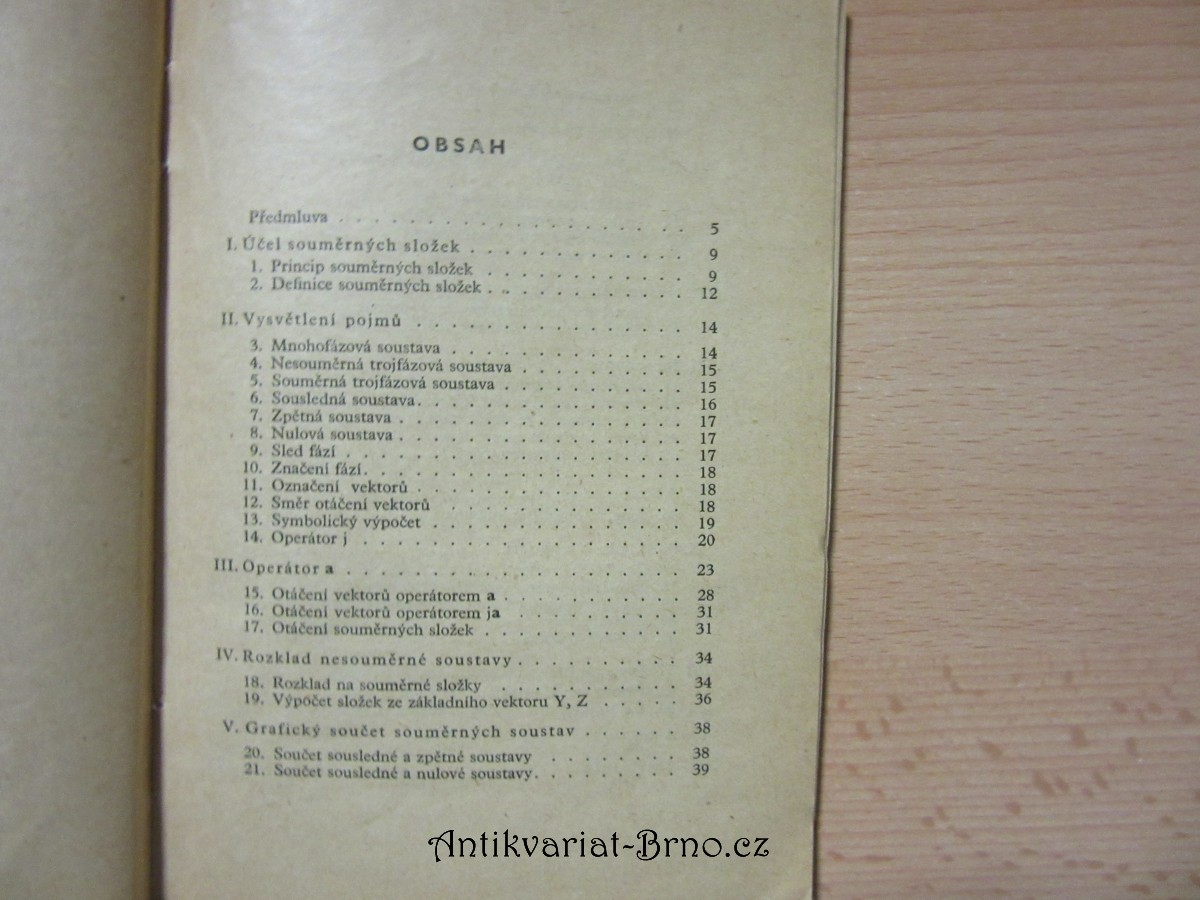 OBSAH
Předmluva . . . . . . . . . . . . . . . . . . . 5
I. Účel souměrných složek . . . . . . . . . . . . 9
1. Princip souměrných složek . . . . . . . . . . . 9
2. Definice souměrných složek . . . . . . . . . . . 12
II. Vysvětlení pojmů . . . . . . . . . . . . . . . 14
3. Mnohofázová soustava . . . . . . . . . . . . . 14
4. Nesouměrná trojfázová soustava . . . . . . . . . 15
5. Souměrná trojfázová soustava . . . . . . . . . . 15
6. Sousledná soustava . . . . . . . . . . . . . . 16
7. Zpětná soustava . . . . . . . . . . . . . . . 17
8. Nulová soustava . . . . . . . . . . . . . . . 17
9. Sled fází . . . . . . . . . . . . . . . . . . 17
10. Značení fází . . . . . . . . . . . . . . . . . 18
11. Označení vektorů . . . . . . . . . . . . . . . 18
12. Směr otáčení vektorů . . . . . . . . . . . . . 18
13. Symbolický výpočet . . . . . . . . . . . . . . 19
14. Operátor j . . . . . . . . . . . . . . . . . . 20
III. Operátor a . . . . . . . . . . . . . . . . . . 23
15. Otáčení vektorů operátorem a . . . . . . . . . . 28
16. Otáčení vektorů operátorem ja . . . . . . . . . 31
17. Otáčení souměrných složek . . . . . . . . . . . 31
IV. Rozklad nesouměrné soustavy . . . . . . . . . . 34
18. Rozklad na souměrné složky . . . . . . . . . . . 34
19. Výpočet složek ze základního vektoru Y, Z . . . . . 36
V. Grafický součet souměrných soustav . . . . . . 38
20. Součet sousledné a zpětné soustavy . . . . . . . . 38
21. Součet sousledné a nulové soustavy . . . . . . . . 39
Antikvariat-Brno.cz